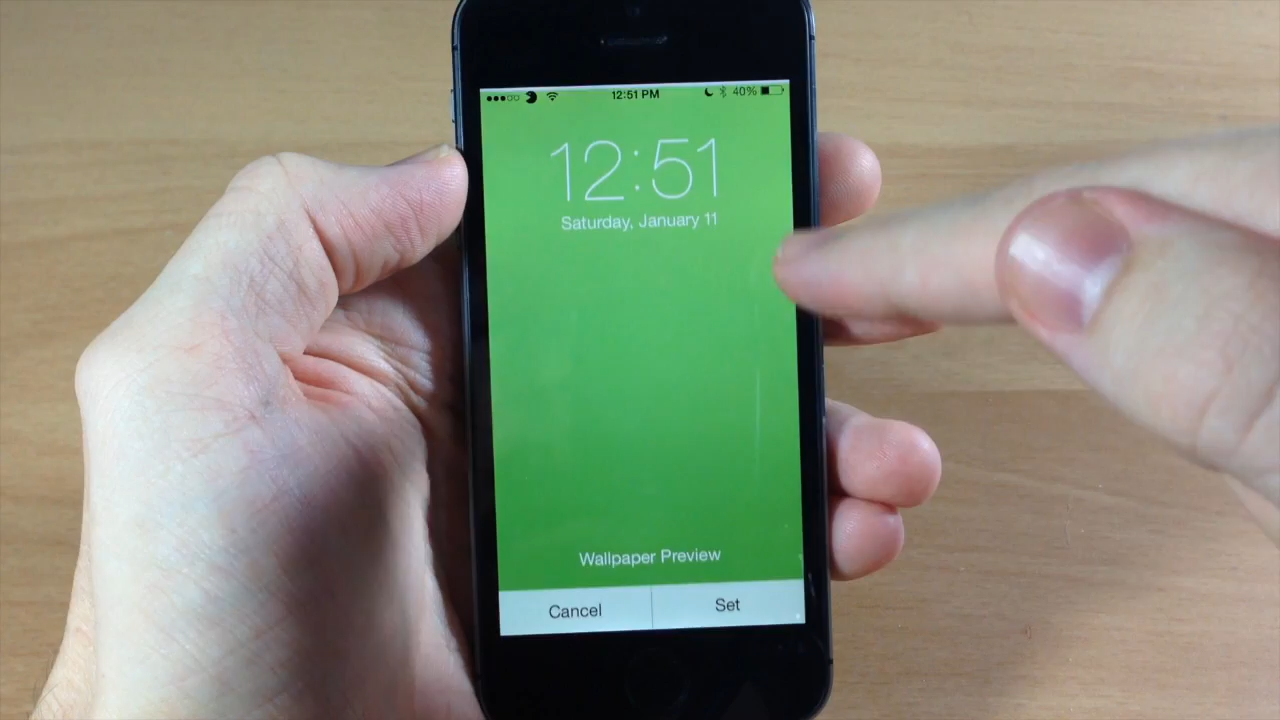 12:51 PM 40%
12:51
Saturday, January 11
Wallpaper Preview
Cancel Set